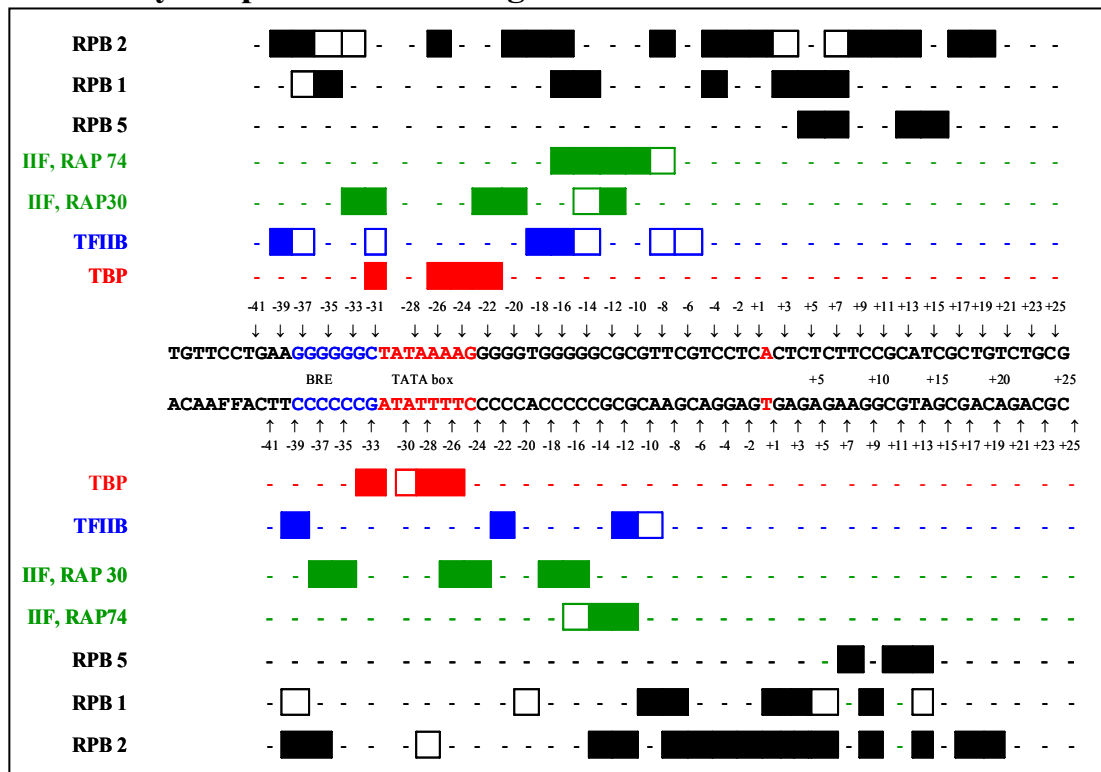 RPB 2
RPB 1
RPB 5
IIF, RAP 74
IIF, RAP30
TFIIB
TBP
-41 -39 -37 -35 -33 -31 -28 -26 -24 -22 -20 -18 -16 -14 -12 -10 -8 -6 -4 -2 +1 +3 +5 +7 +9 +11 +13 +15 +17 +19 +21 +23 +25
TGTTCCTGAAGGGGGGCTATAAAAGGGGGTGGGGGCGCGTTCGTCCTCACTCTCTTCCGCATCGCTGTCTGCG
BRE TATA box +5 +10 +15 +20 +25
ACAAFFACTTCCCCCCGATATTTTCCCCCACCCCCGCGCAAGCAGGAGTGAGAGAAGGCGTAGCGACAGACGC
-41 -39 -37 -35 -33 -30 -28 -26 -24 -22 -20 -18 -16 -14 -12 -10 -8 -6 -4 -2 +1 +3 +5 +7 +9 +11 +13 +15 +17 +19 +21 +23 +25
TBP
TFIIB
IIF, RAP 30
IIF, RAP74
RPB 5
RPB 1
RPB 2